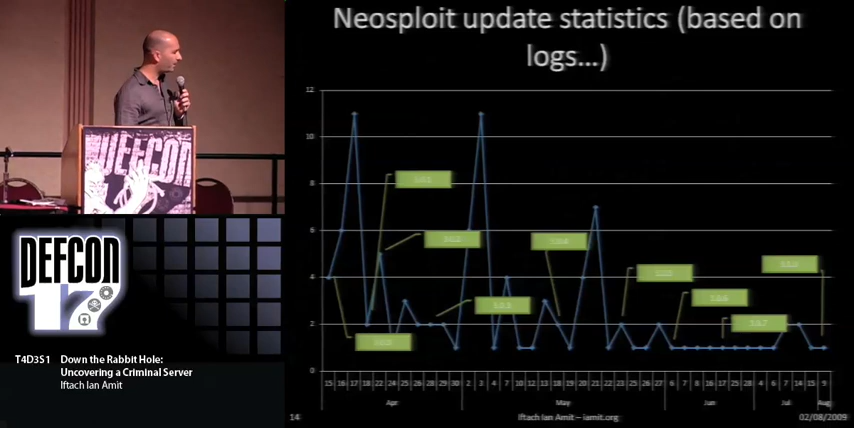 Neosploit update statistics (based on
logs...)
12
10
8
6
4
2
0
15 16 17 18 22 24 25 26 28 29 30 2 3 4 7 10 12 13 18 19 20 21 22 23 25 26 27 6 7 8 10 16 17 25 28 4 6 7 14 15 9
Apr May Jun Jul Aug
14 Iftach Ian Amit – iamit.org 02/08/2009
DEFCON
DEFCON
17
T4D3S1 Down the Rabbit Hole:
Uncovering a Criminal Server
Iftach Ian Amit